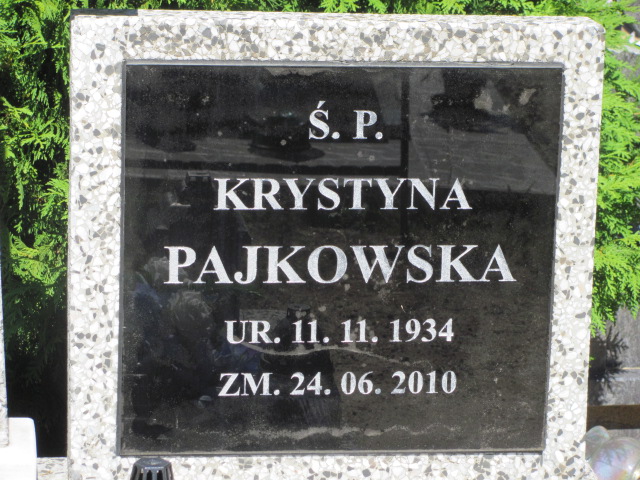 Ś. P.
KRYSTYNA
PAJKOWSKA
UR. 11. 11. 1934
ZM. 24. 06. 2010